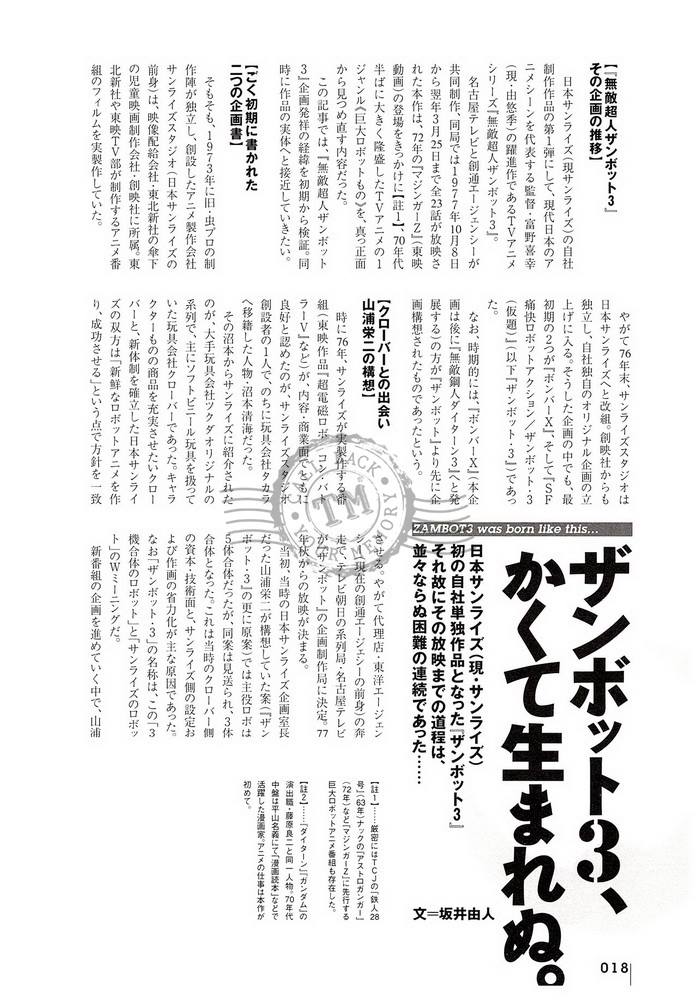 ZAMBOT3 was born like this...
ザンボット3、
かくて生まれぬ。
日本サンライズ（現・サンライズ）
初の自社単独作品となった『ザンボット3』
それ故にその放映までの道程は、
並々ならぬ困難の連続であった……
文＝坂井由人
【『無敵超人ザンボット3』
その企画の推移】
日本サンライズ（現サンライズ）の自社
制作作品の第1弾にして、現代日本のア
ニメシーンを代表する監督・富野喜幸
（現・由悠季）の躍進作であるTVアニメ
シリーズ『無敵超人ザンボット3』。
名古屋テレビと創通エージェンシーが
共同制作、同局では1977年10月8日
から翌年3月25日まで全23話が放映さ
れた本作は、72年の『マジンガーZ』（東映
動画）の登場をきっかけに【註1】、70年代
半ばに大きく隆盛したTVアニメの1
ジャンル《巨大ロボットもの》を、真っ正面
から見つめ直す内容だった。
この記事では、『無敵超人ザンボット
3』企画発祥の経緯を初期から検証。同
時に作品の実体へと接近していきたい。
【ごく初期に書かれた
二つの企画書】
そもそも、1973年に旧・虫プロの制
作陣が独立し、創設したアニメ製作会社
サンライズスタジオ（日本サンライズの
前身）は、映像配給会社・東北新社の傘下
の児童映画制作会社・創映社に所属。東
北新社や東映TV部が制作するアニメ番
組のフィルムを実製作していた。
やがて76年末、サンライズスタジオは
日本サンライズへと改組。創映社からも
独立し、自社独自のオリジナル企画の立
上げに入る。そうした企画の中でも、最
初期の2つが『ボンバーX』、そして『SF
痛快ロボットアクション／ザンボット・3
（仮題）』（以下『ザンボット・3』）であっ
た。
なお、時期的には、『ボンバーX』（本企
画は後に『無敵鋼人ダイターン3』へと発
展する）の方が『ザンボット』より先に企
画構想されたものであったという。
【クローバーとの出会い
山浦栄二の構想】
時に76年、サンライズが実製作する番
組（東映作品『超電磁ロボ コン・バト
ラーV』など）が、内容・商業面でともに
良好と認めたのが、サンライズスタジオ
創設者の1人で、のちに玩具会社タカラ
へ移籍した人物・沼本清海だった。
その沼本からサンライズに紹介された
のが、大手玩具会社ツクダオリジナルの
系列で、主にソフトビニール玩具を扱って
いた玩具会社クローバーであった。キャラ
クターものの商品を充実させたいクロー
バーと、新体制を確立した日本サンライ
ズの双方は「新鮮なロボットアニメを作
り、成功させる」という点で方針を一致
させる。やがて代理店・東洋エージェン
シー（現在の創通エージェシーの前身）の奔
走で、テレビ朝日の系列局・名古屋テレビ
が『ザンボット』の企画制作局に決定。77
年秋からの放映が決まる。
当初、当時の日本サンライズ企画室長
だった山浦栄二が構想していた案（『ザン
ボット・3』の更に原案）では主役ロボは
5体合体だったが、同案は見送られ、3体
合体となった。これは当時のクローバー側
の資本・技術面と、サンライズ側の設定お
よび作画の省力化が主な原因であった。
なお「ザンボット・3」の名称は、この「3
機合体のロボット」と「サンライズのロボッ
ト」のWミーニングだ。
新番組の企画を進めていく中で、山浦
【註1】……厳密にはTCJの『鉄人28
号』（63年）ナックの『アストロガンガー』
（72年）など『マジンガーZ』に先行する
巨大ロボットアニメ番組も存在した。
【註2】……『ダイターン』『ガンダム』の
演出職・藤原良二と同一人物。70年代
中盤は平山名義にて『漫画読本』などで
活躍した漫画家。アニメの仕事は本作が
初めて。
018
TM